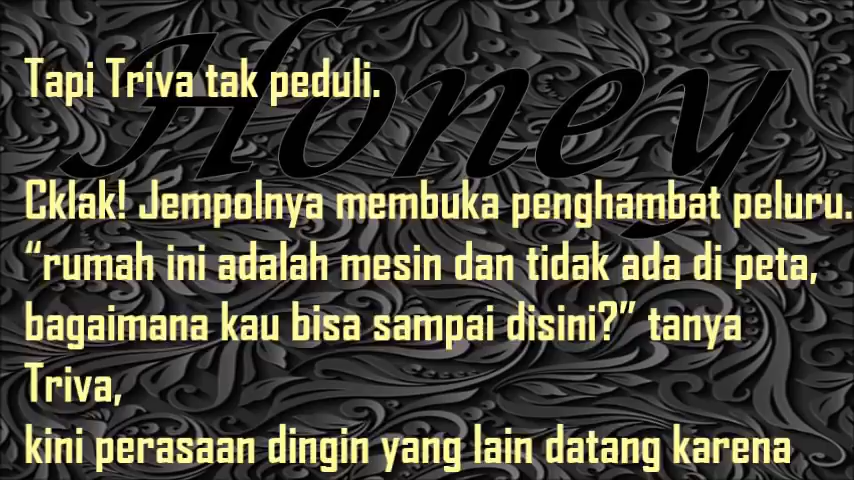 Honey
Tapi Triva tak peduli.
Cklak! Jempolnya membuka penghambat peluru.
“rumah ini adalah mesin dan tidak ada di peta,
bagaimana kau bisa sampai disini?” tanya
Triva,
kini perasaan dingin yang lain datang karena